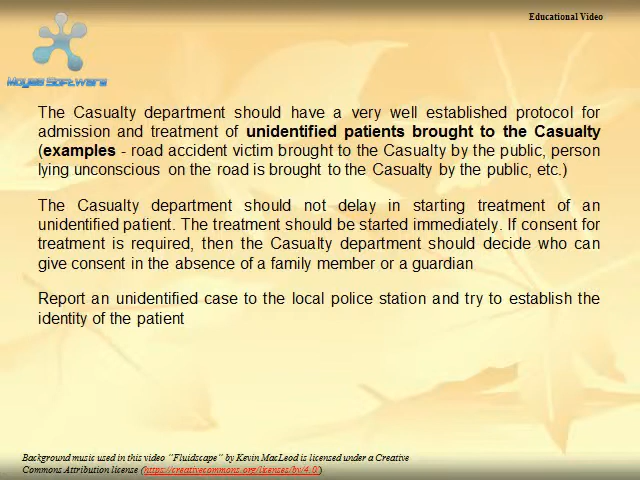 Educational Video
Moyea Software
The Casualty department should have a very well established protocol for
admission and treatment of unidentified patients brought to the Casualty
(examples - road accident victim brought to the Casualty by the public, person
lying unconscious on the road is brought to the Casualty by the public, etc.)
The Casualty department should not delay in starting treatment of an
unidentified patient. The treatment should be started immediately. If consent for
treatment is required, then the Casualty department should decide who can
give consent in the absence of a family member or a guardian
Report an unidentified case to the local police station and try to establish the
identity of the patient
Background music used in this video "Fluidscape" by Kevin MacLeod is licensed under a Creative
Commons Attribution license (https://creativecommons.org/licenses/by/4.0/)